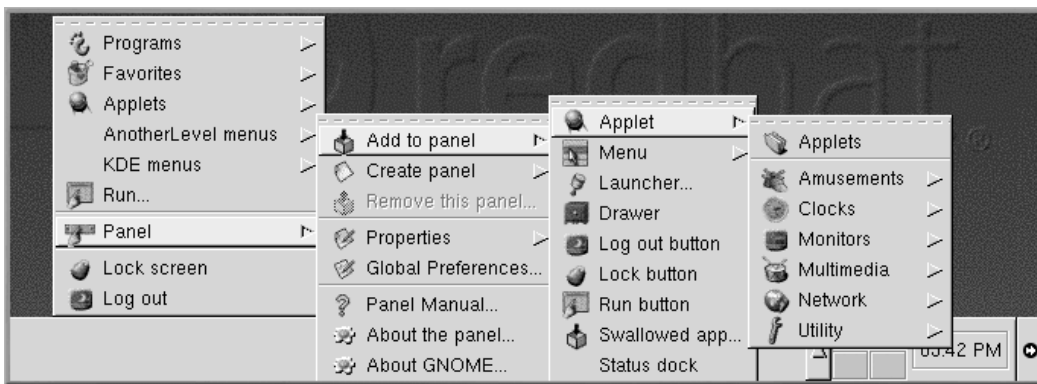 redhat
®
Programs
Favorites
Applets
AnotherLevel menus
KDE menus
Run...
Panel
Lock screen
Log out
Add to panel
Create panel
Remove this panel...
Properties
Global Preferences...
Panel Manual...
About the panel...
About GNOME...
Applet
Menu
Launcher...
Drawer
Log out button
Lock button
Run button
Swallowed app...
Status dock
Applets
Amusements
Clocks
Monitors
Multimedia
Network
Utility
PM